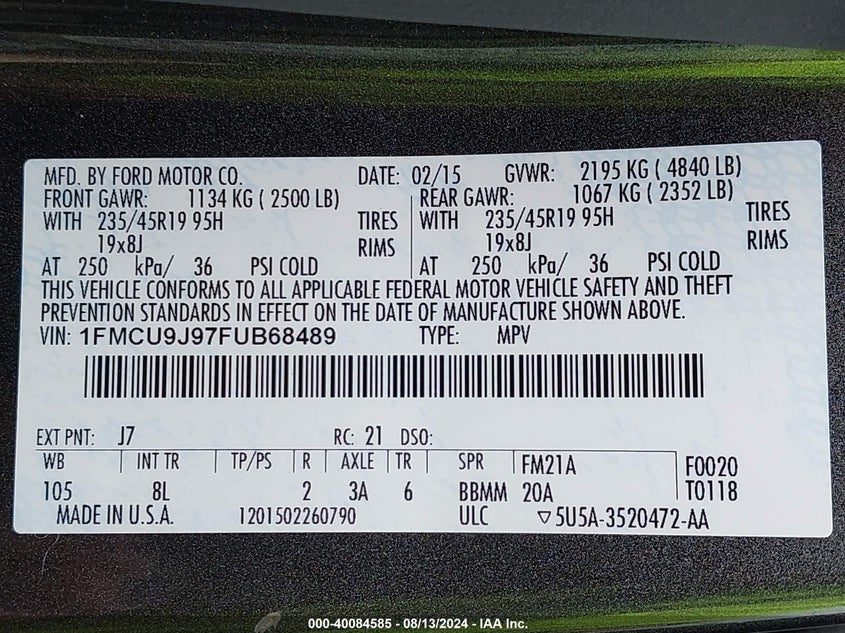 MFD. BY FORD MOTOR CO. DATE: 02/15 GVWR: 2195 KG ( 4840 LB)
FRONT GAWR: 1134 KG ( 2500 LB) REAR GAWR: 1067 KG ( 2352 LB)
WITH 235/45R19 95H TIRES WITH 235/45R19 95H TIRES
19x8J RIMS 19x8J RIMS
AT 250 kPa/ 36 PSI COLD AT 250 kPa/ 36 PSI COLD
THIS VEHICLE CONFORMS TO ALL APPLICABLE FEDERAL MOTOR VEHICLE SAFETY AND THEFT
PREVENTION STANDARDS IN EFFECT ON THE DATE OF MANUFACTURE SHOWN ABOVE.
VIN: 1FMCU9J97FUB68489 TYPE: MPV
EXT PNT: J7 RC: 21 DSO:
WB INT TR TP/PS R AXLE TR SPR FM21A F0020
105 8L 2 3A 6 BBMM 20A T0118
MADE IN U.S.A. 1201502260790 ULC ▽5U5A-3520472-AA
000-40084585 - 08/13/2024 - IAA Inc.